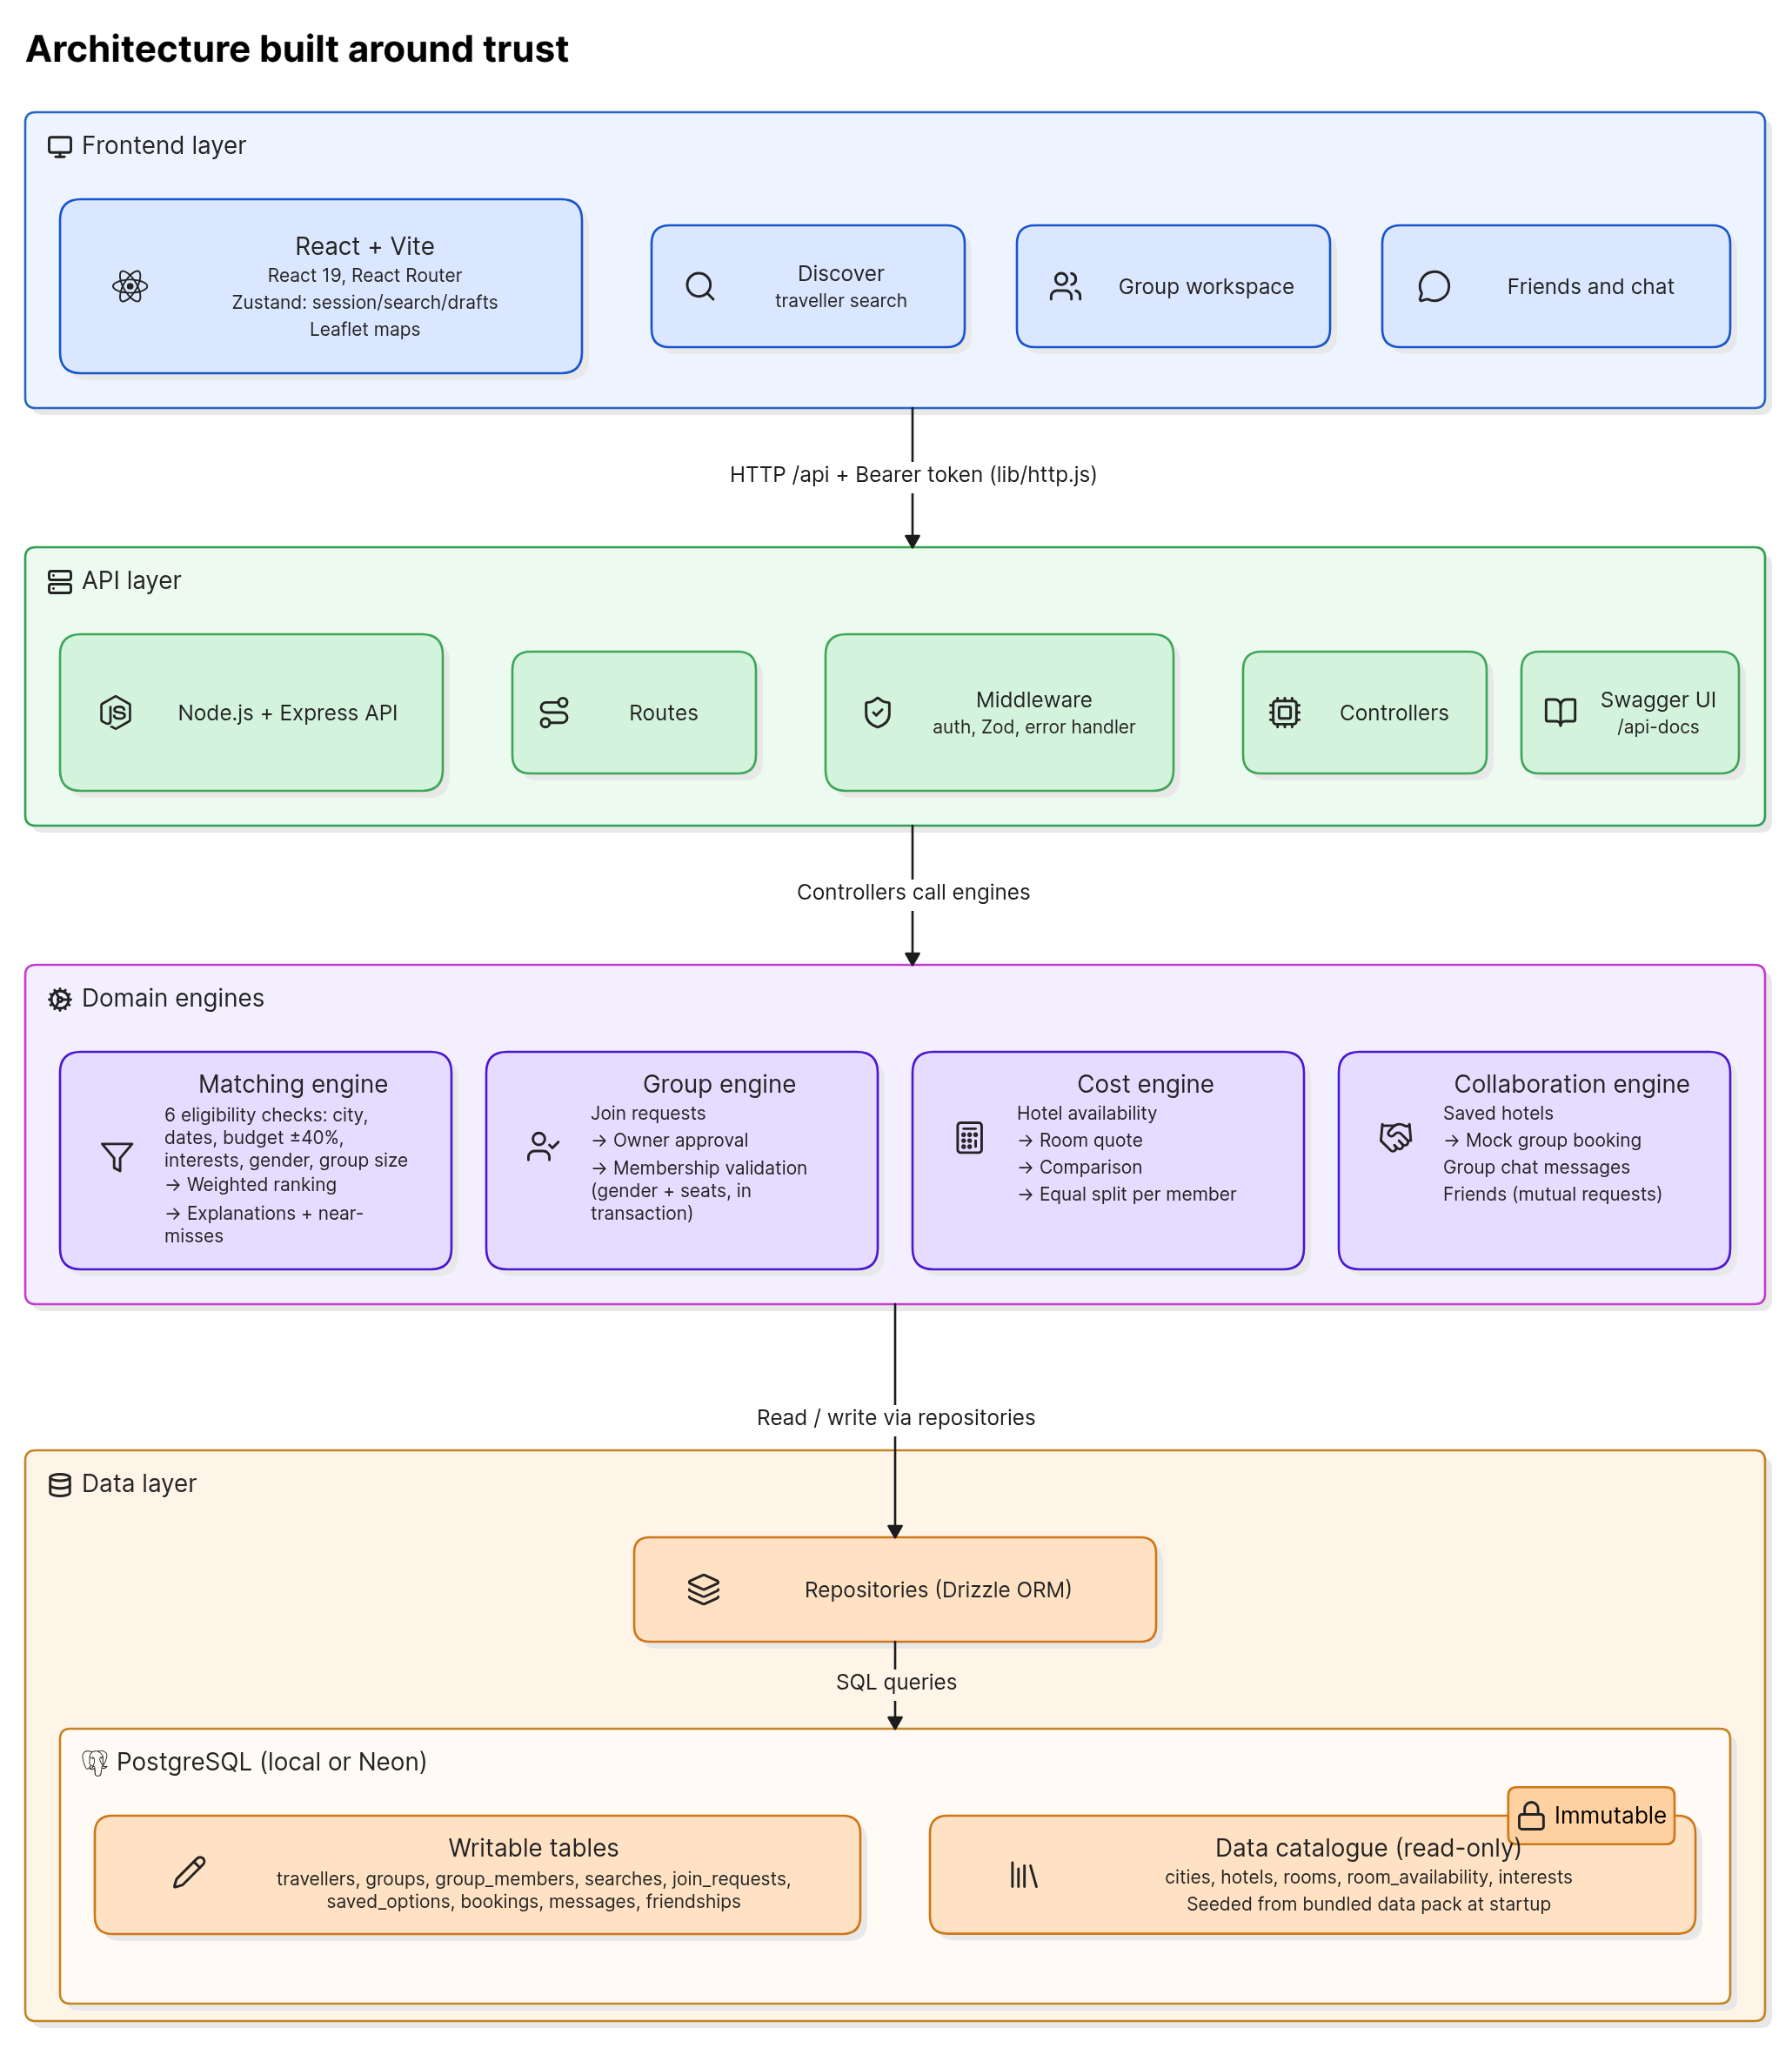 Architecture built around trust
Frontend layer
React + Vite
React 19, React Router
Zustand: session/search/drafts
Leaflet maps
Discover
traveller search
Group workspace
Friends and chat
HTTP /api + Bearer token (lib/http.js)
API layer
Node.js + Express API
Routes
Middleware
auth, Zod, error handler
Controllers
Swagger UI
/api-docs
Controllers call engines
Domain engines
Matching engine
6 eligibility checks: city,
dates, budget ±40%,
interests, gender, group size
→ Weighted ranking
→ Explanations + near-
misses
Group engine
Join requests
→ Owner approval
→ Membership validation
(gender + seats, in
transaction)
Cost engine
Hotel availability
→ Room quote
→ Comparison
→ Equal split per member
Collaboration engine
Saved hotels
→ Mock group booking
Group chat messages
Friends (mutual requests)
Read / write via repositories
Data layer
Repositories (Drizzle ORM)
SQL queries
PostgreSQL (local or Neon)
Writable tables
travellers, groups, group_members, searches, join_requests,
saved_options, bookings, messages, friendships
Immutable
Data catalogue (read-only)
cities, hotels, rooms, room_availability, interests
Seeded from bundled data pack at startup